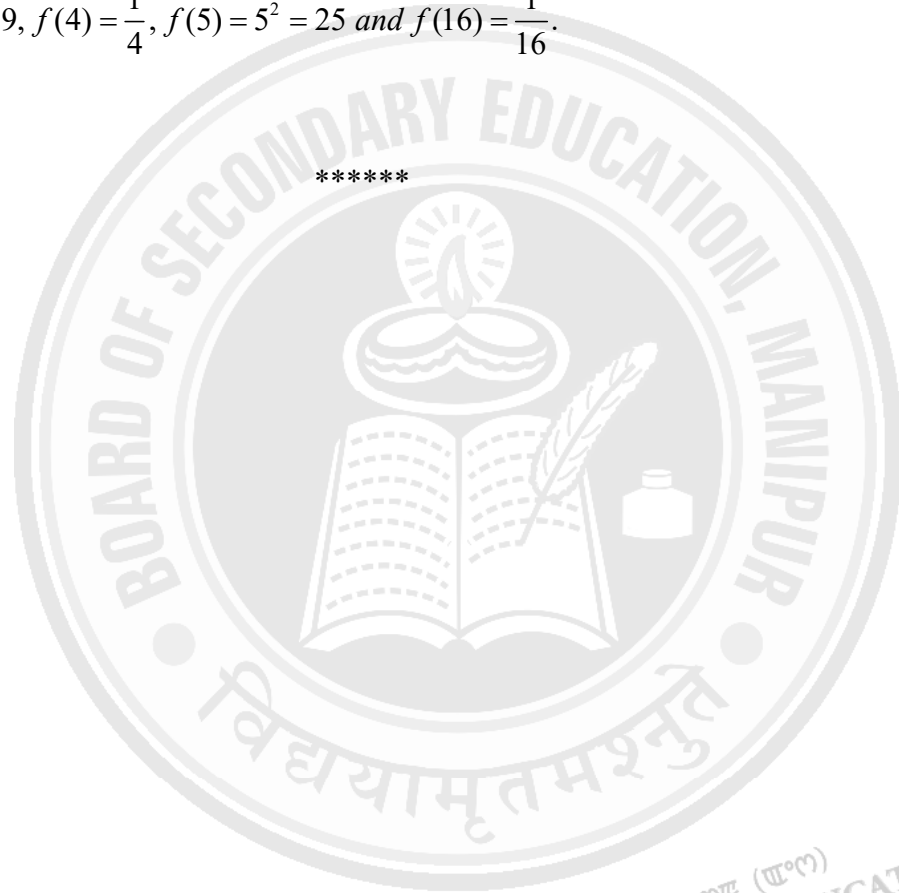 9, f(4) = 1/4, f(5) = 5² = 25 and f(16) = 1/16.
******
BOARD OF SECONDARY EDUCATION, MANIPUR
विद्ययामृतमश्नुते